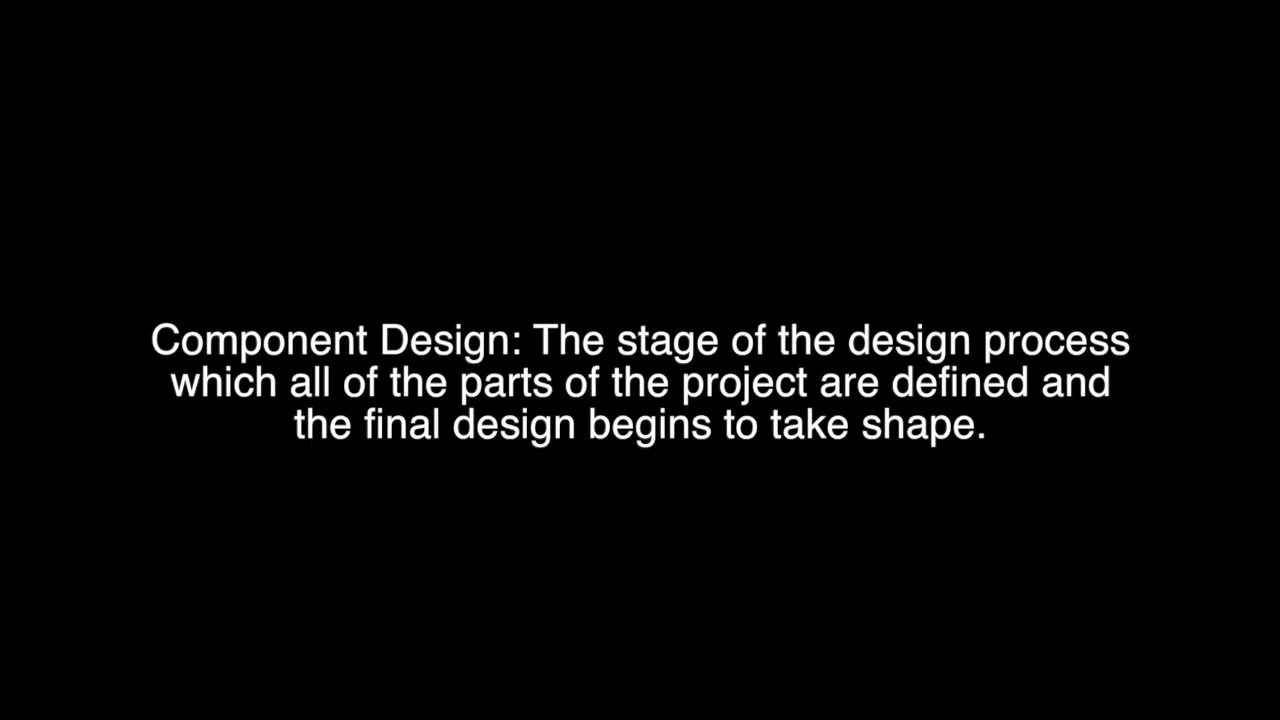 Component Design: The stage of the design process
which all of the parts of the project are defined and
the final design begins to take shape.